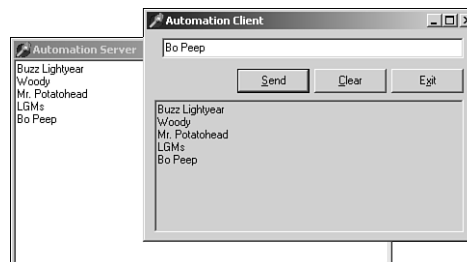 Automation Client
Bo Peep
Send Clear Exit
Buzz Lightyear
Woody
Mr. Potatohead
LGMs
Bo Peep
Automation Server
Buzz Lightyear
Woody
Mr. Potatohead
LGMs
Bo Peep